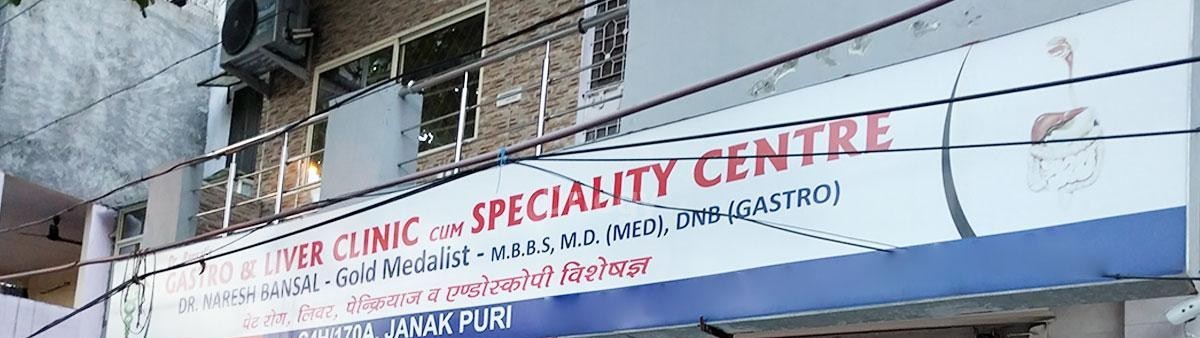 GASTRO & LIVER CLINIC CUM SPECIALITY CENTRE
DR. NARESH BANSAL - Gold Medalist - M.B.B.S, M.D. (MED), DNB (GASTRO)
पेट रोग, लिवर, पेन्क्रियाज व एण्डोस्कोपी विशेषज्ञ
JANAK PURI